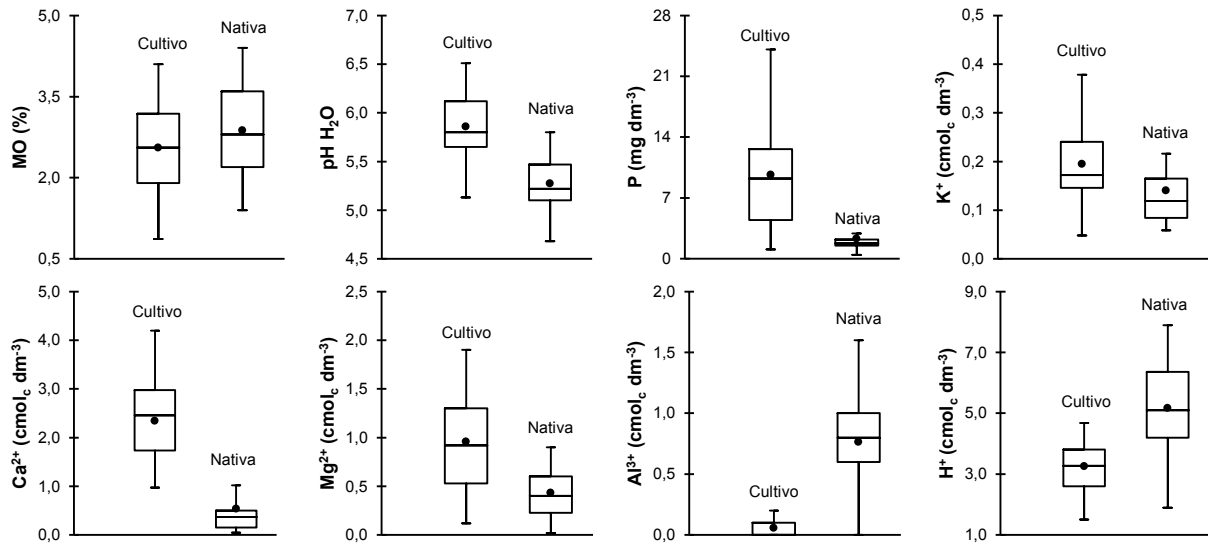 MO (%)
5,0
3,5
2,0
0,5
Cultivo
Nativa
pH H₂O
6,5
6,0
5,5
5,0
4,5
7,0
Cultivo
Nativa
P (mg dm⁻³)
28
21
14
7
0
Cultivo
Nativa
K⁺ (cmol_c dm⁻³)
0,5
0,4
0,3
0,2
0,1
0,0
Cultivo
Nativa
Ca²⁺ (cmol_c dm⁻³)
5,0
4,0
3,0
2,0
1,0
0,0
Cultivo
Nativa
Mg²⁺ (cmol_c dm⁻³)
2,5
2,0
1,5
1,0
0,5
0,0
Cultivo
Nativa
Al³⁺ (cmol_c dm⁻³)
2,0
1,5
1,0
0,5
0,0
Cultivo
Nativa
H⁺ (cmol_c dm⁻³)
9,0
7,0
5,0
3,0
1,0
Cultivo
Nativa